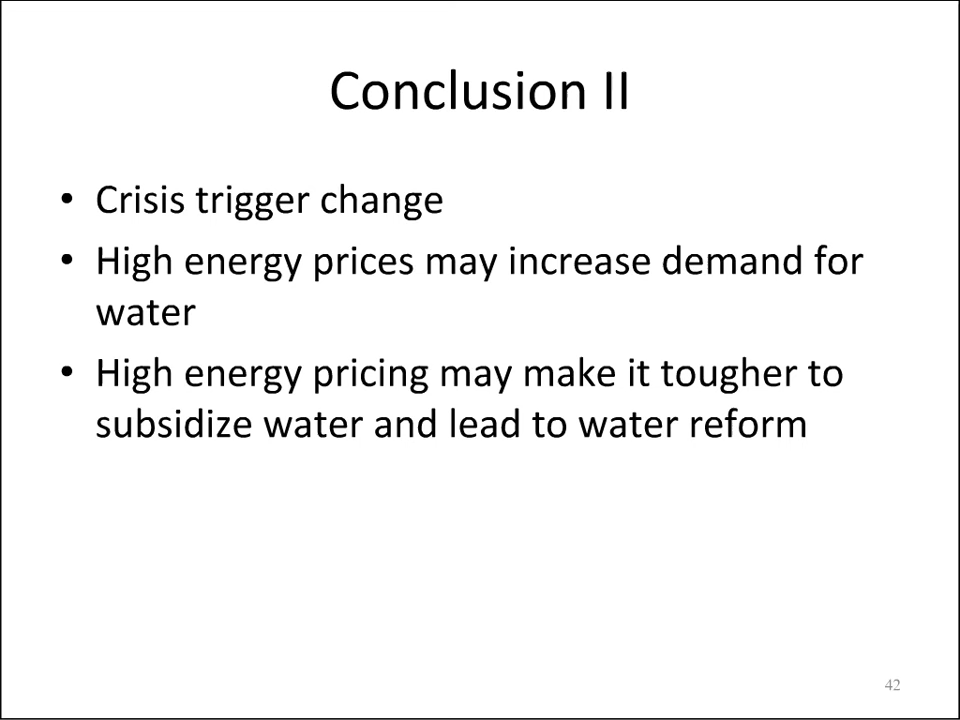 Conclusion II
• Crisis trigger change
• High energy prices may increase demand for
water
• High energy pricing may make it tougher to
subsidize water and lead to water reform
42